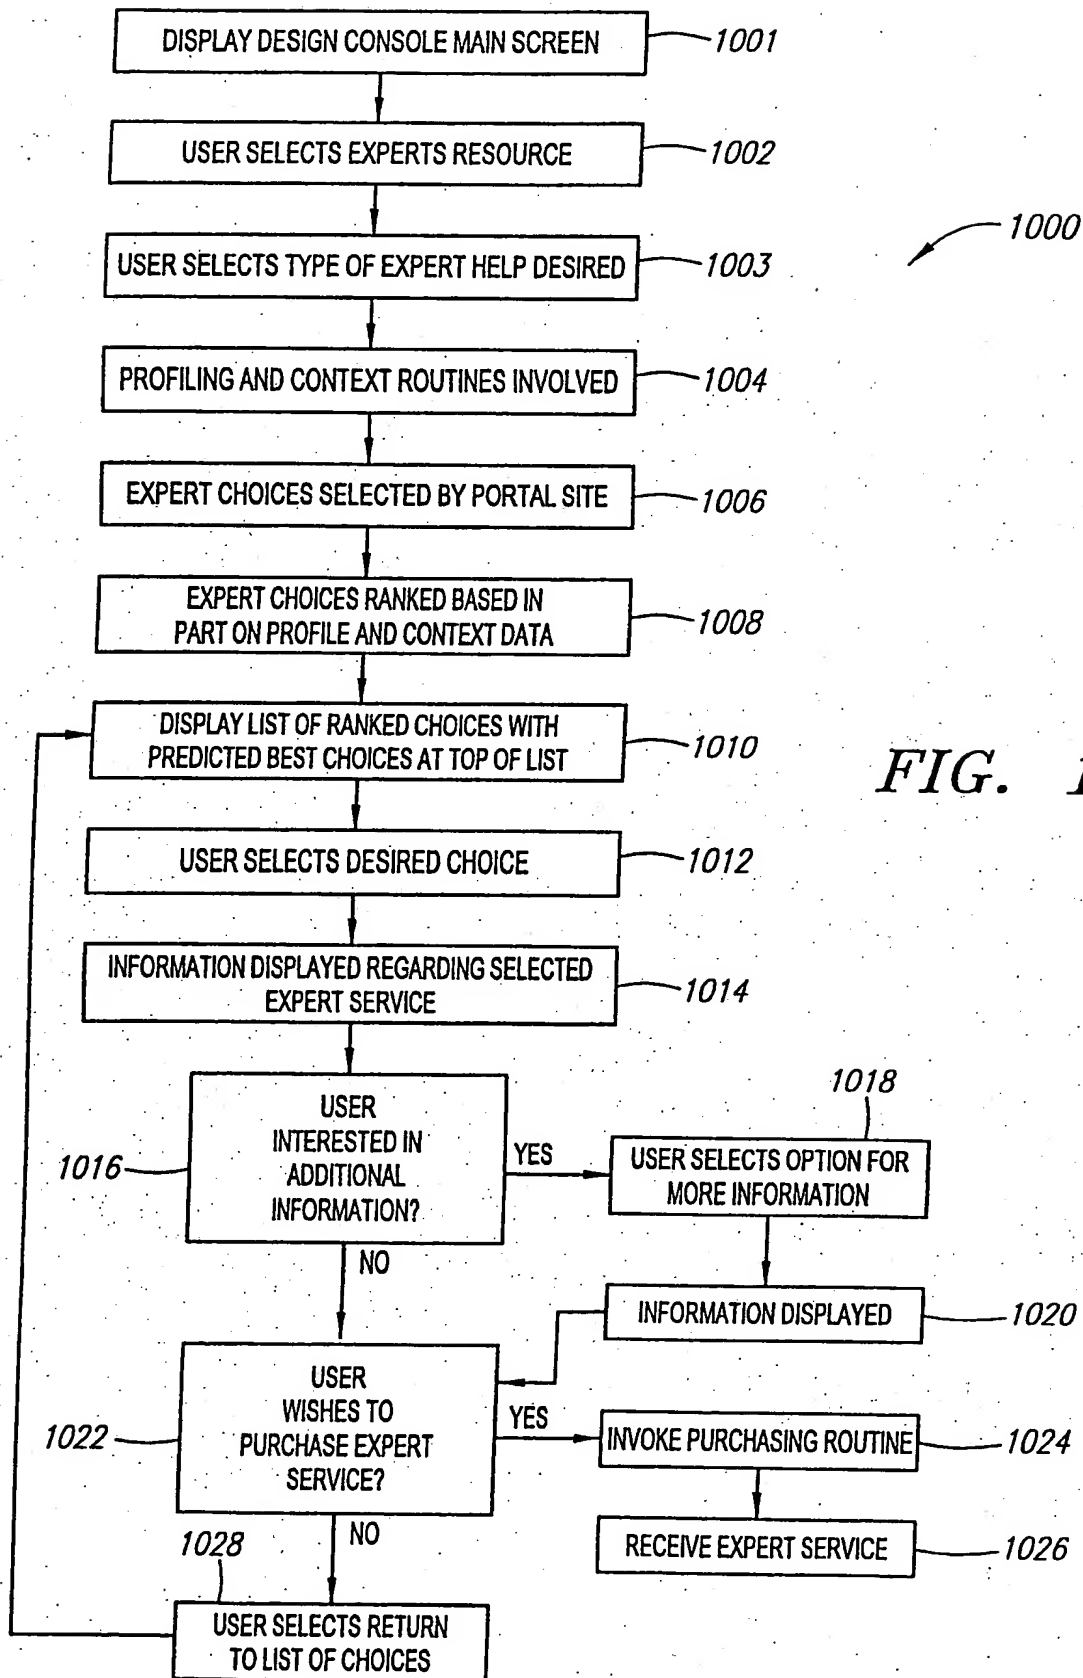 DISPLAY DESIGN CONSOLE MAIN SCREEN
1001
USER SELECTS EXPERTS RESOURCE
1002
1000
USER SELECTS TYPE OF EXPERT HELP DESIRED
1003
PROFILING AND CONTEXT ROUTINES INVOLVED
1004
EXPERT CHOICES SELECTED BY PORTAL SITE
1006
EXPERT CHOICES RANKED BASED IN
PART ON PROFILE AND CONTEXT DATA
1008
DISPLAY LIST OF RANKED CHOICES WITH
PREDICTED BEST CHOICES AT TOP OF LIST
1010
FIG.
USER SELECTS DESIRED CHOICE
1012
INFORMATION DISPLAYED REGARDING SELECTED
EXPERT SERVICE
1014
USER
INTERESTED IN
ADDITIONAL
INFORMATION?
1016
YES
1018
USER SELECTS OPTION FOR
MORE INFORMATION
NO
INFORMATION DISPLAYED
1020
USER
WISHES TO
PURCHASE EXPERT
SERVICE?
1022
YES
INVOKE PURCHASING ROUTINE
1024
NO
RECEIVE EXPERT SERVICE
1026
1028
USER SELECTS RETURN
TO LIST OF CHOICES